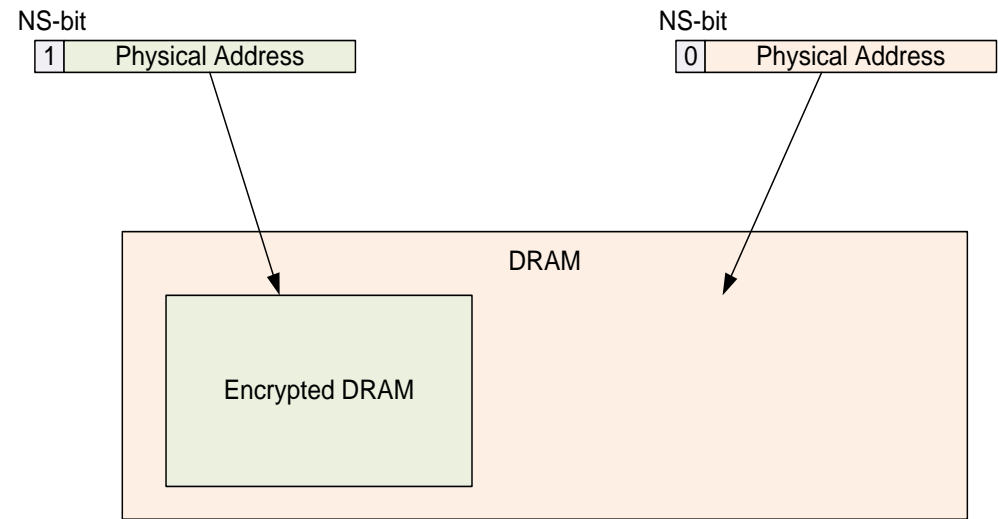 NS-bit
1 Physical Address
NS-bit
0 Physical Address
DRAM
Encrypted DRAM